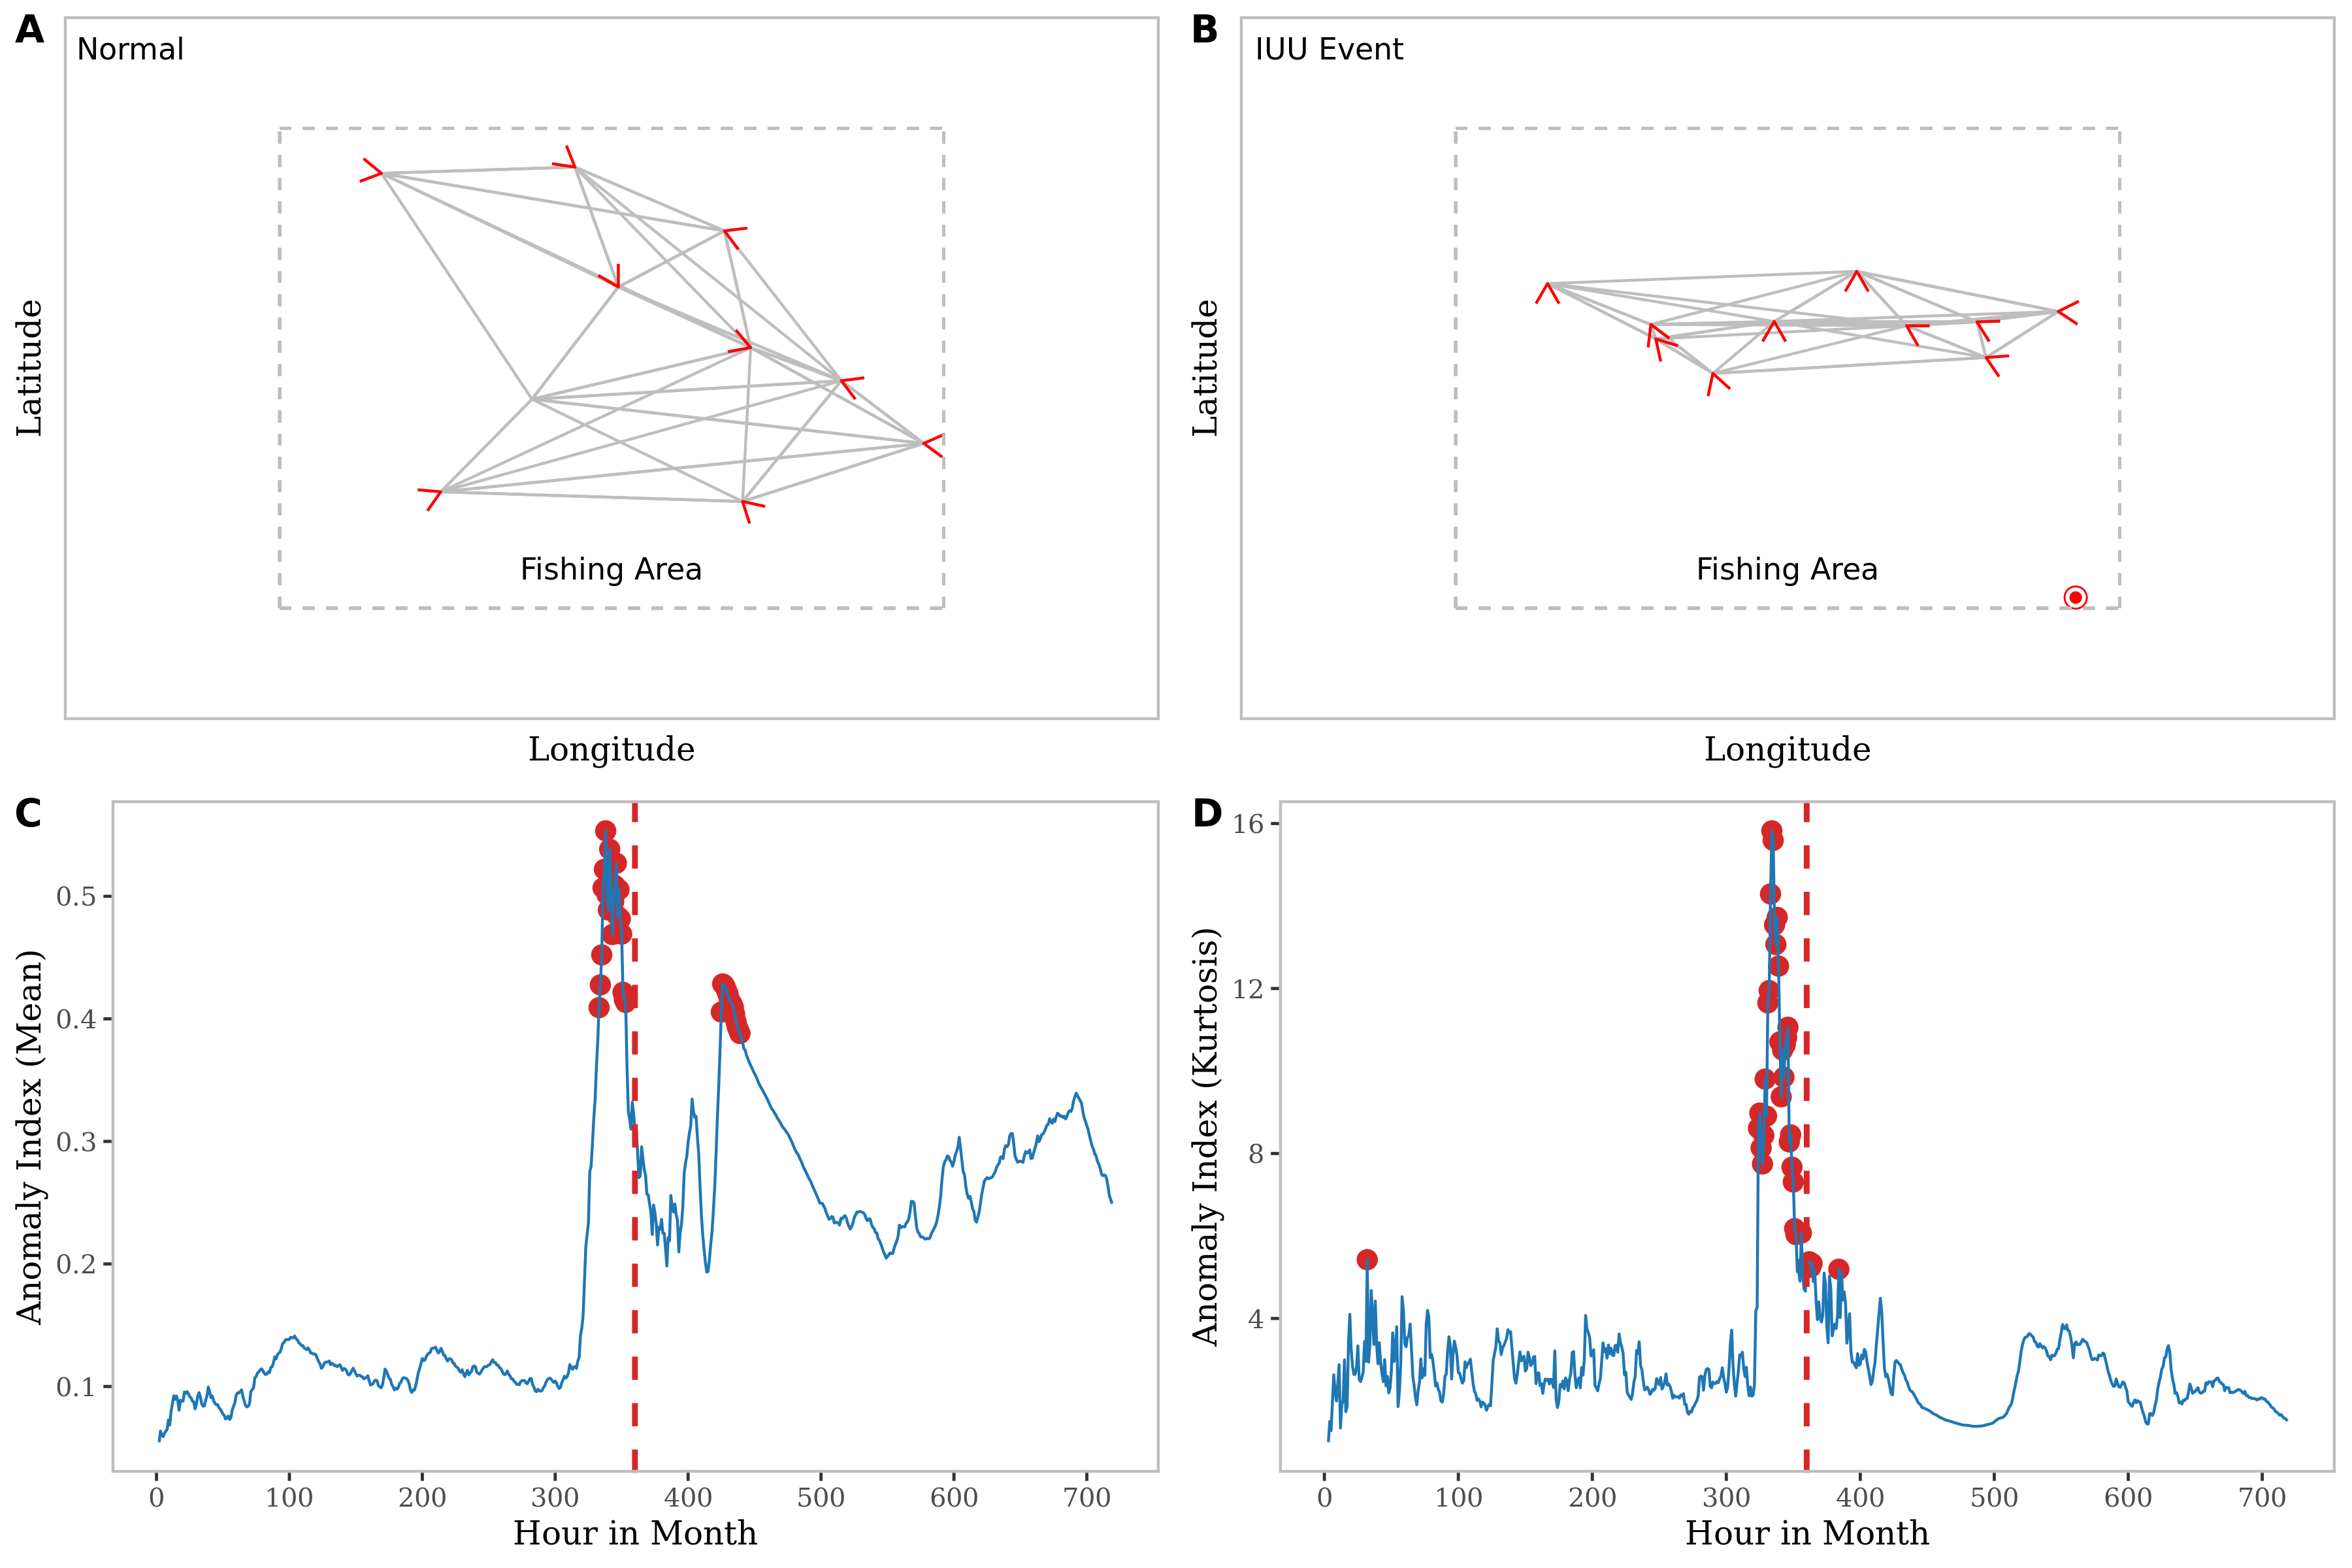 A
Normal
Latitude
Fishing Area
Longitude
B
IUU Event
Latitude
Fishing Area
Longitude
C
Anomaly Index (Mean)
0.5
0.4
0.3
0.2
0.1
0 100 200 300 400 500 600 700
Hour in Month
D
Anomaly Index (Kurtosis)
16
12
8
4
0 100 200 300 400 500 600 700
Hour in Month